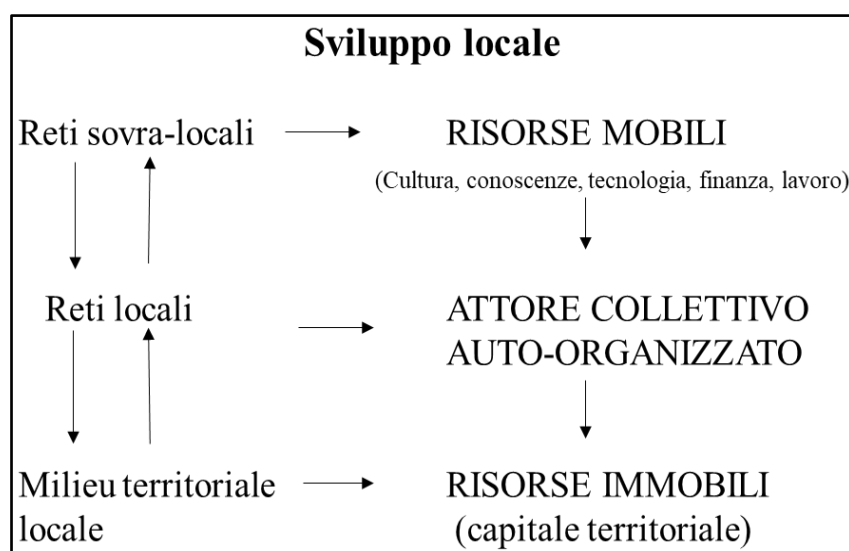 Sviluppo locale
Reti sovra-locali
RISORSE MOBILI
(Cultura, conoscenze, tecnologia, finanza, lavoro)
Reti locali
ATTORE COLLETTIVO
AUTO-ORGANIZZATO
Milieu territoriale
locale
RISORSE IMMOBILI
(capitale territoriale)